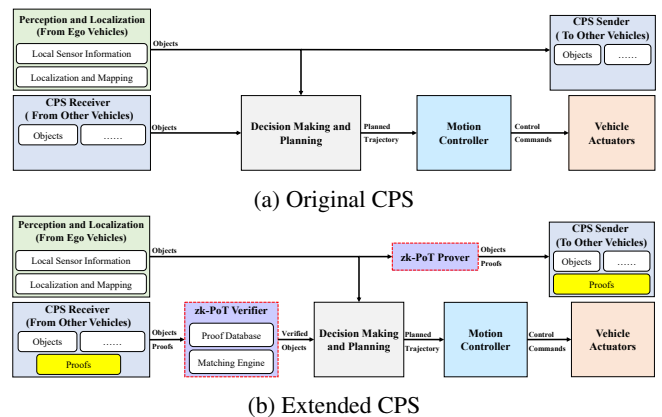 Perception and Localization
(From Ego Vehicles)
Local Sensor Information
Localization and Mapping
Objects
CPS Sender
( To Other Vehicles)
Objects
......
CPS Receiver
( From Other Vehicles)
Objects
......
Objects
Decision Making and
Planning
Planned
Trajectory
Motion
Controller
Control
Commands
Vehicle
Actuators
(a) Original CPS
Perception and Localization
(From Ego Vehicles)
Local Sensor Information
Localization and Mapping
Objects
zk-PoT Prover
Objects
Proofs
CPS Sender
(To Other Vehicles)
Objects
......
Proofs
CPS Receiver
(From Other Vehicles)
Objects
......
Proofs
Objects
Proofs
zk-PoT Verifier
Proof Database
Matching Engine
Verified
Objects
Decision Making
and Planning
Planned
Trajectory
Motion
Controller
Control
Commands
Vehicle
Actuators
(b) Extended CPS